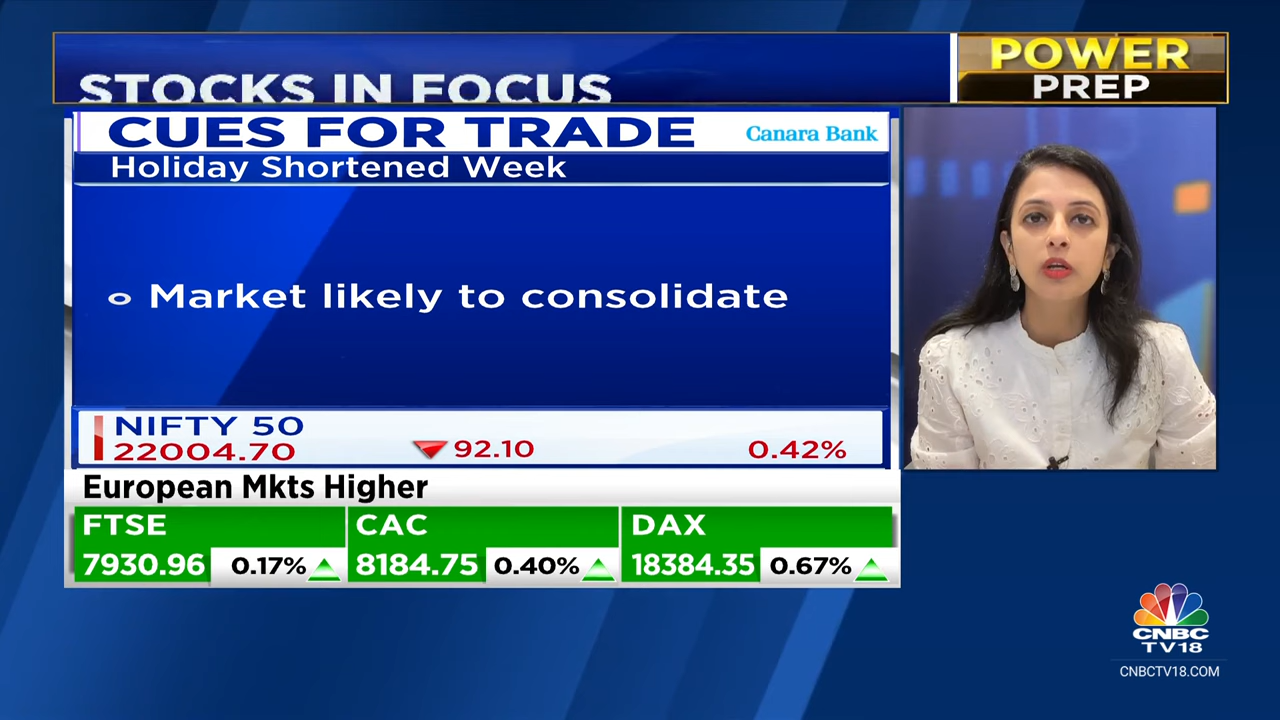 STOCKS IN FOCUS
POWER
PREP
CUES FOR TRADE
Canara Bank
Holiday Shortened Week
Market likely to consolidate
NIFTY 50
22004.70 92.10 0.42%
European Mkts Higher
FTSE CAC DAX
7930.96 0.17% 8184.75 0.40% 18384.35 0.67%
CNBC
TV18
CNBCTV18.COM